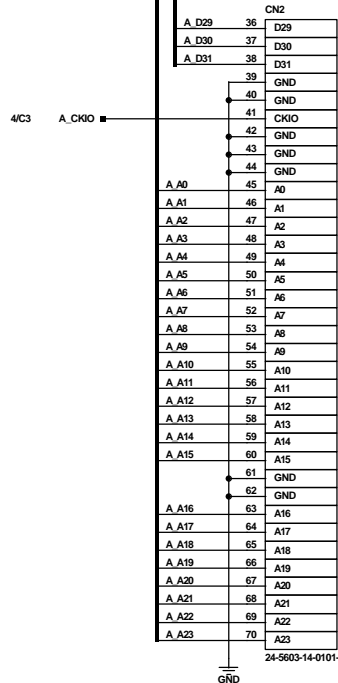 CN2
A_D29 36 D29
A_D30 37 D30
A_D31 38 D31
39 GND
40 GND
4/C3 A_CKIO 41 CKIO
42 GND
43 GND
44 GND
A_A0 45 A0
A_A1 46 A1
A_A2 47 A2
A_A3 48 A3
A_A4 49 A4
A_A5 50 A5
A_A6 51 A6
A_A7 52 A7
A_A8 53 A8
A_A9 54 A9
A_A10 55 A10
A_A11 56 A11
A_A12 57 A12
A_A13 58 A13
A_A14 59 A14
A_A15 60 A15
61 GND
62 GND
A_A16 63 A16
A_A17 64 A17
A_A18 65 A18
A_A19 66 A19
A_A20 67 A20
A_A21 68 A21
A_A22 69 A22
A_A23 70 A23
24-5603-14-0101-
GND